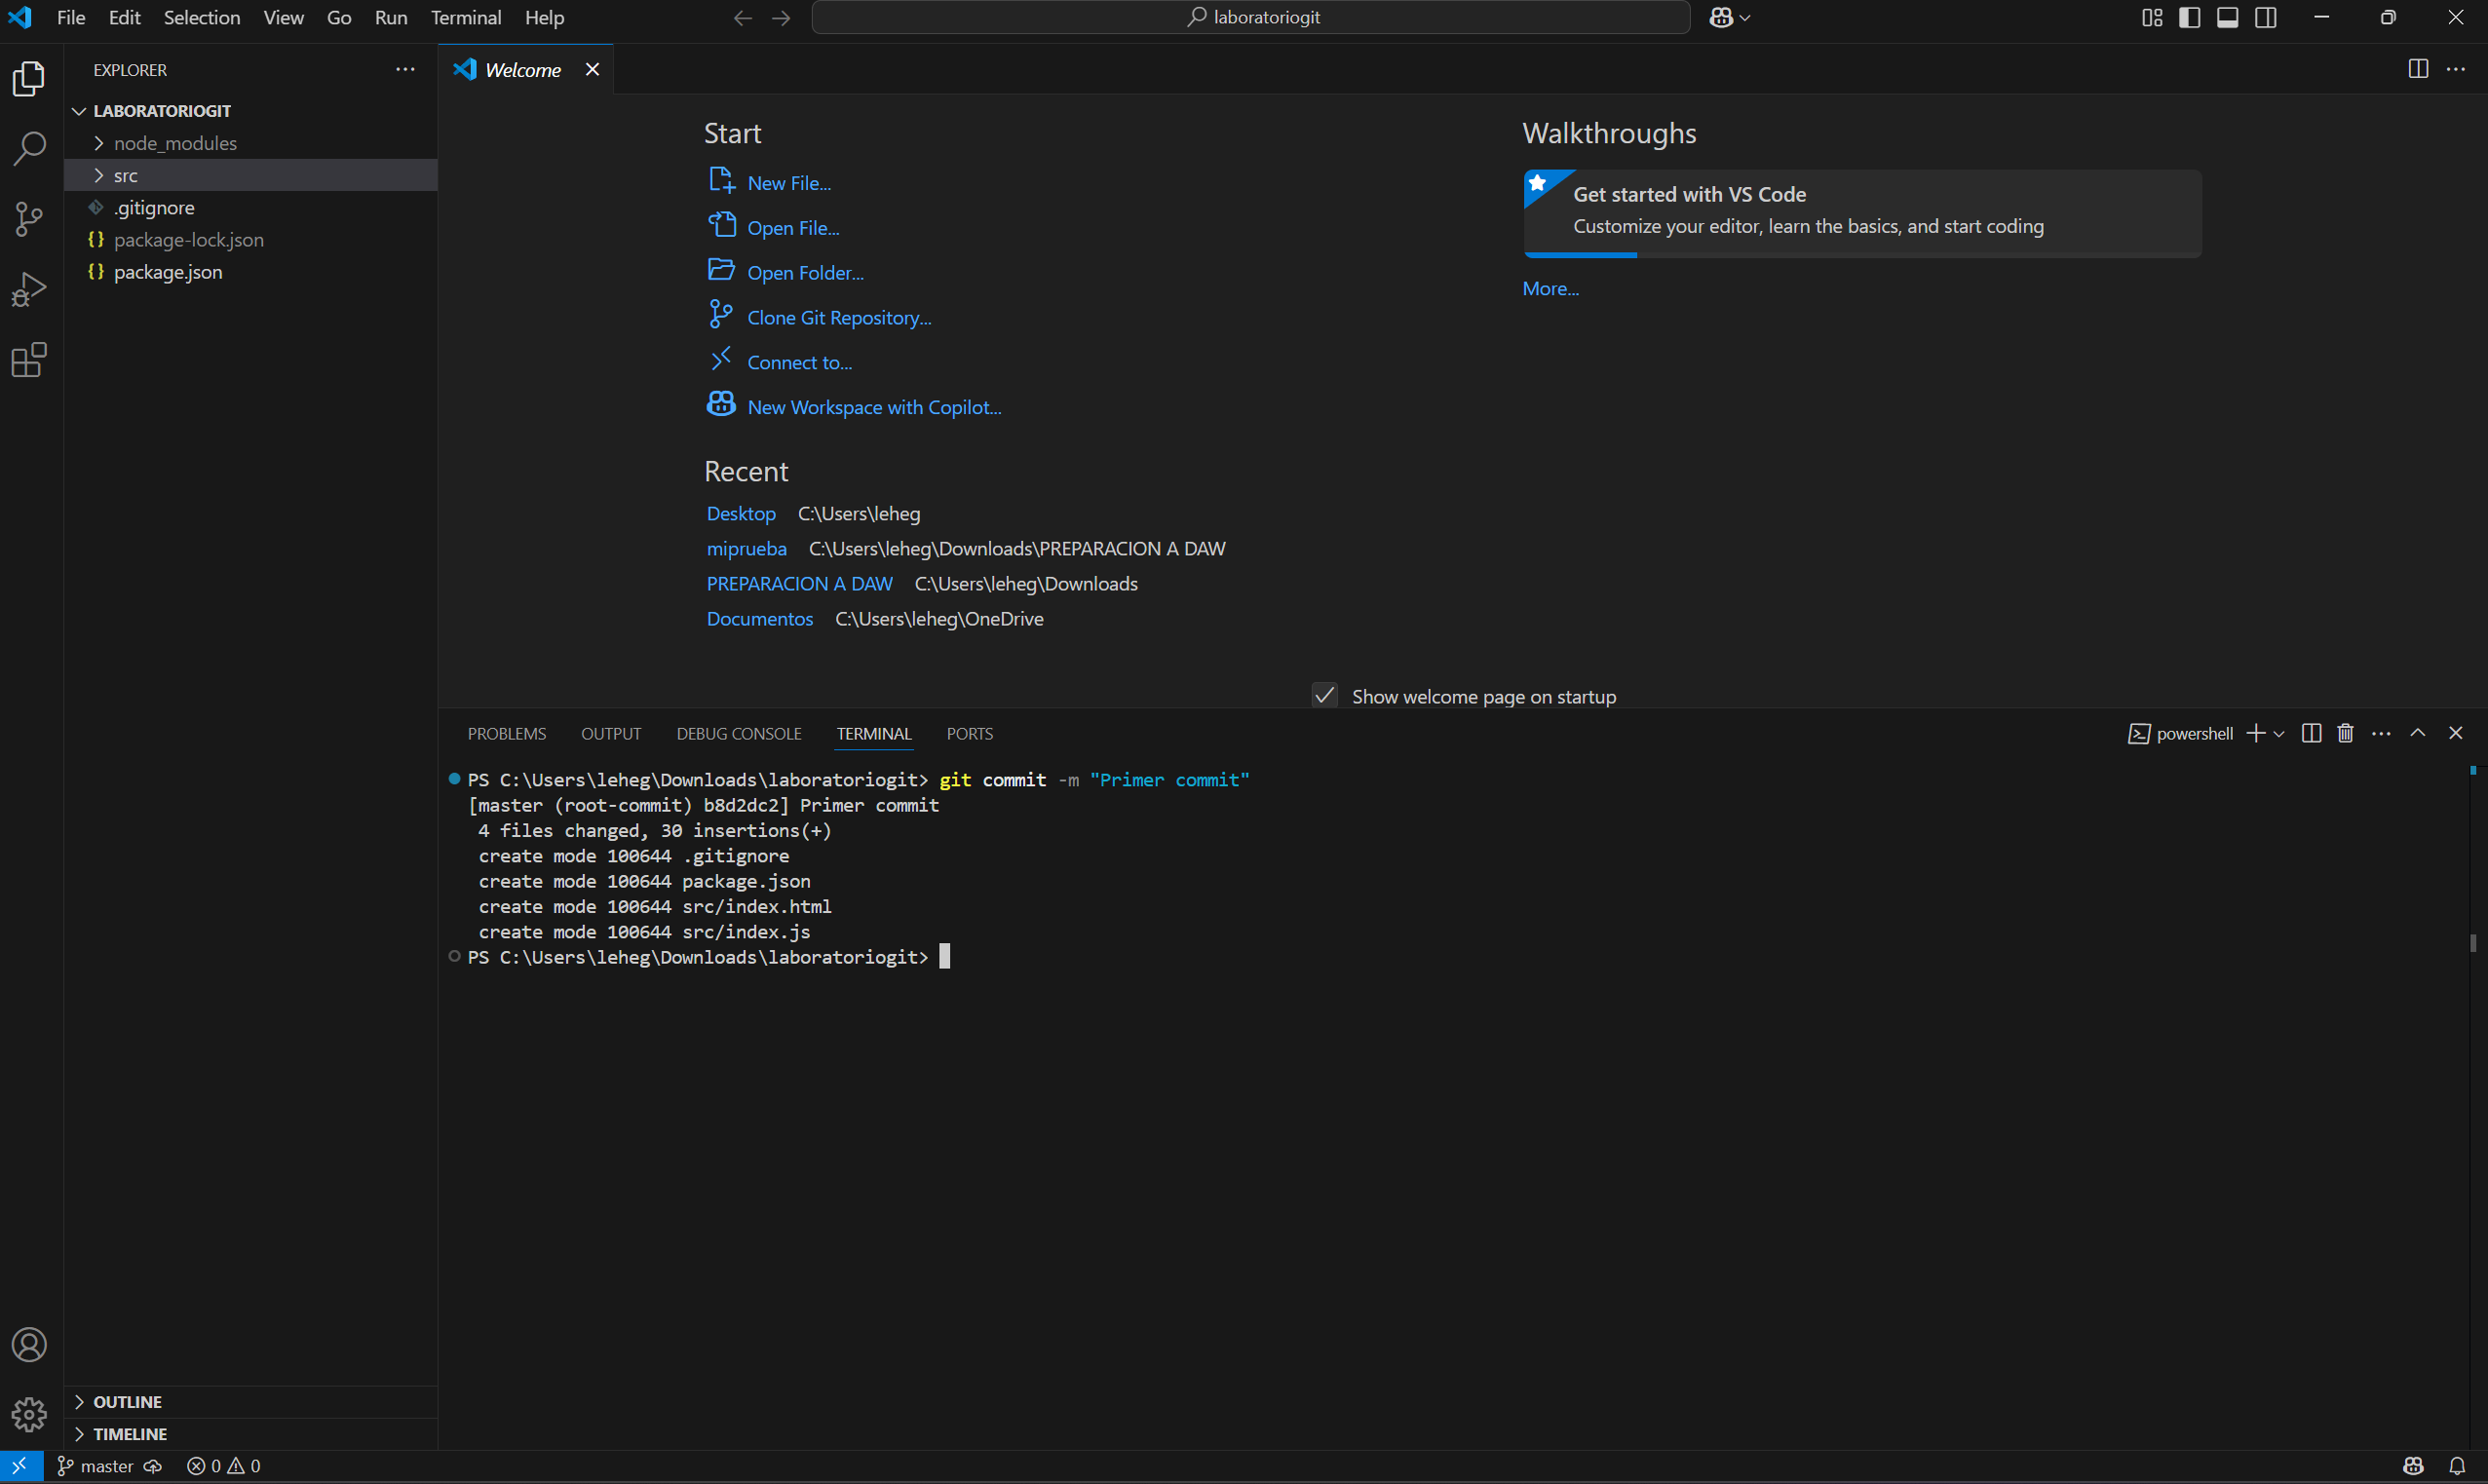 File Edit Selection View Go Run Terminal Help
laboratoriogit
EXPLORER
LABORATORIOGIT
node_modules
src
.gitignore
{} package-lock.json
{} package.json
OUTLINE
TIMELINE
Welcome
Start
New File...
Open File...
Open Folder...
Clone Git Repository...
Connect to...
New Workspace with Copilot...
Recent
Desktop C:\Users\leheg
miprueba C:\Users\leheg\Downloads\PREPARACION A DAW
PREPARACION A DAW C:\Users\leheg\Downloads
Documentos C:\Users\leheg\OneDrive
Walkthroughs
Get started with VS Code
Customize your editor, learn the basics, and start coding
More...
Show welcome page on startup
PROBLEMS OUTPUT DEBUG CONSOLE TERMINAL PORTS
powershell
PS C:\Users\leheg\Downloads\laboratoriogit> git commit -m "Primer commit"
[master (root-commit) b8d2dc2] Primer commit
4 files changed, 30 insertions(+)
create mode 100644 .gitignore
create mode 100644 package.json
create mode 100644 src/index.html
create mode 100644 src/index.js
PS C:\Users\leheg\Downloads\laboratoriogit>
master 0 0